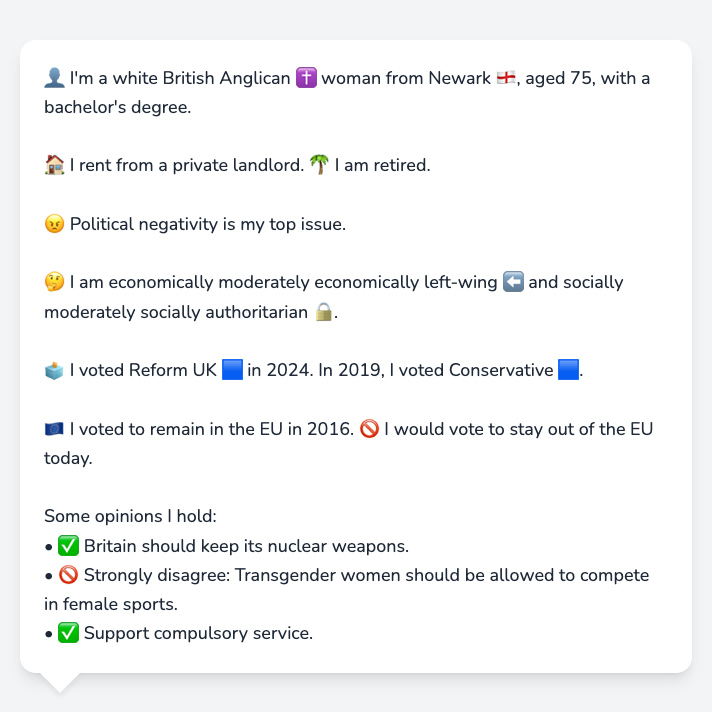 👤 I'm a white British Anglican ✝️ woman from Newark 🏴󠁧󠁢󠁥󠁮󠁧󠁿, aged 75, with a
bachelor's degree.
🏠 I rent from a private landlord. 🌴 I am retired.
😠 Political negativity is my top issue.
🤔 I am economically moderately economically left-wing ⬅️ and socially
moderately socially authoritarian 🔒.
🗳️ I voted Reform UK 🟦 in 2024. In 2019, I voted Conservative 🟦.
🇪🇺 I voted to remain in the EU in 2016. 🚫 I would vote to stay out of the EU
today.
Some opinions I hold:
• ✅ Britain should keep its nuclear weapons.
• 🚫 Strongly disagree: Transgender women should be allowed to compete
in female sports.
• ✅ Support compulsory service.